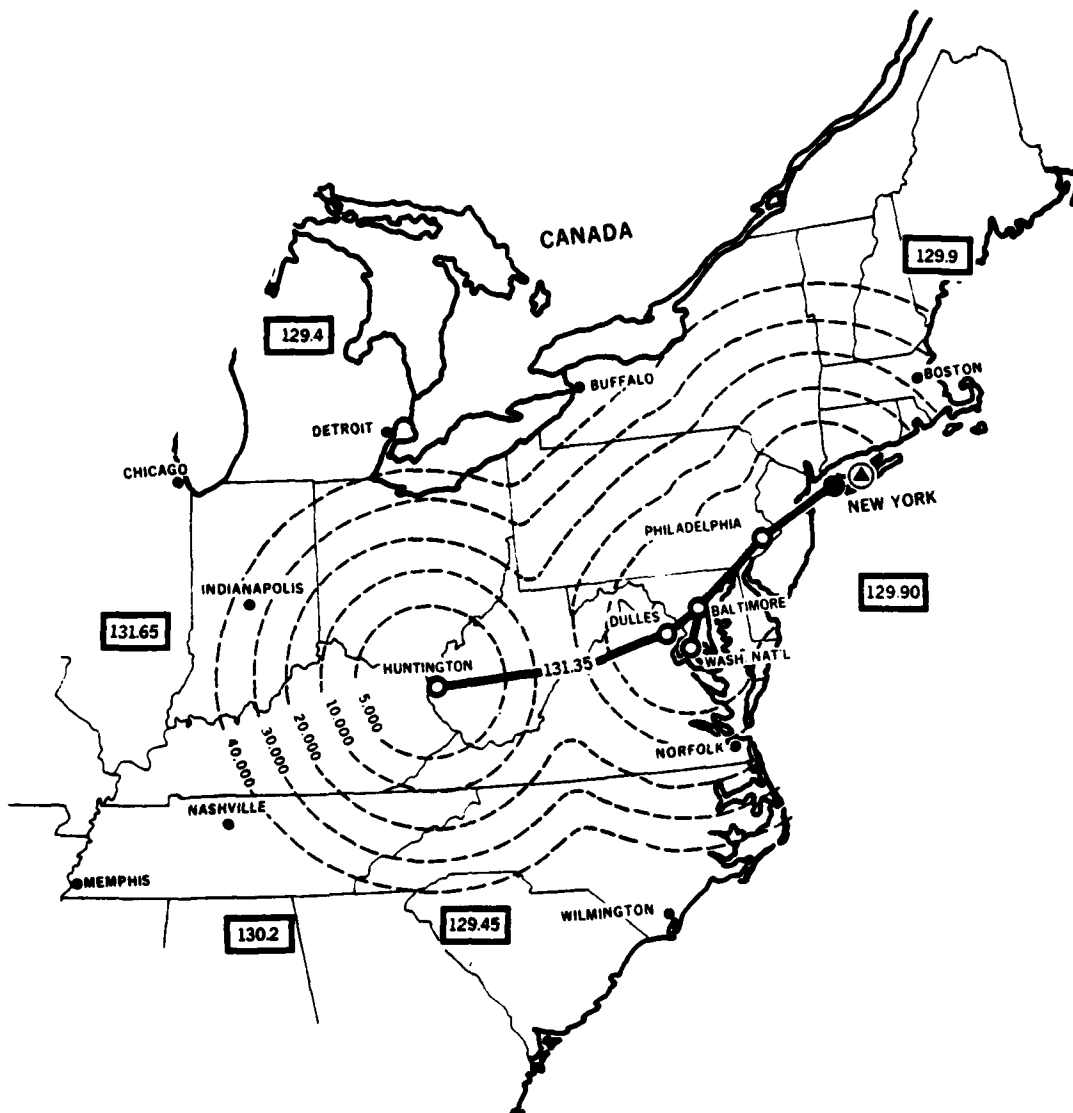 CANADA
129.9
129.4
BOSTON
BUFFALO
DETROIT
CHICAGO
NEW YORK
PHILADELPHIA
INDIANAPOLIS
129.90
BALTIMORE
DULLES
131.65
WASH. NAT'L
HUNTINGTON
131.35
5.000
10.000
20.000
30.000
40.000
NORFOLK
NASHVILLE
MEMPHIS
WILMINGTON
129.45
130.2